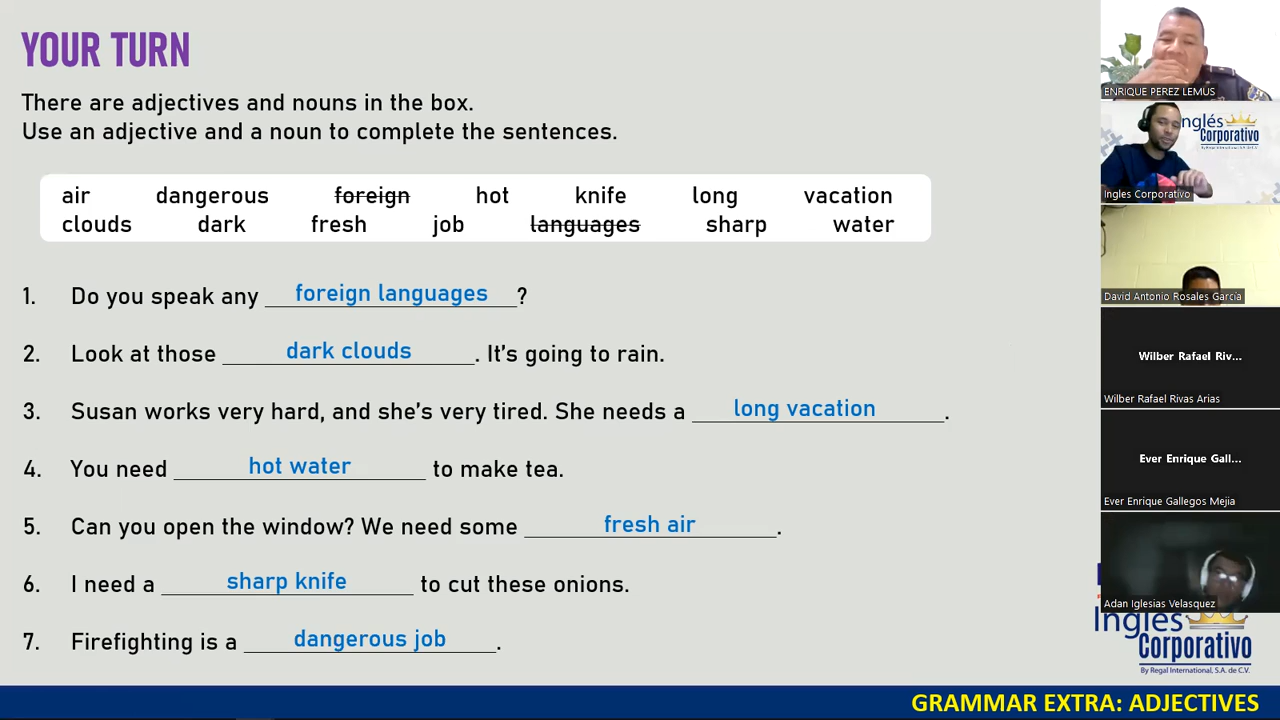 YOUR TURN
There are adjectives and nouns in the box.
Use an adjective and a noun to complete the sentences.
air dangerous foreign hot knife long vacation
clouds dark fresh job languages sharp water
1. Do you speak any foreign languages?
2. Look at those dark clouds. It's going to rain.
3. Susan works very hard, and she's very tired. She needs a long vacation.
4. You need hot water to make tea.
5. Can you open the window? We need some fresh air.
6. I need a sharp knife to cut these onions.
7. Firefighting is a dangerous job.
GRAMMAR EXTRA: ADJECTIVES
ENRIQUE PEREZ LEMUS
Inglés
Corporativo
Ingles Corporativo
David Antonio Rosales García
Wilber Rafael Riv...
Wilber Rafael Rivas Arias
Ever Enrique Gall...
Ever Enrique Gallegos Mejia
Adan Iglesias Velasquez
Inglés
Corporativo
By Regal International, S.A. de C.V.